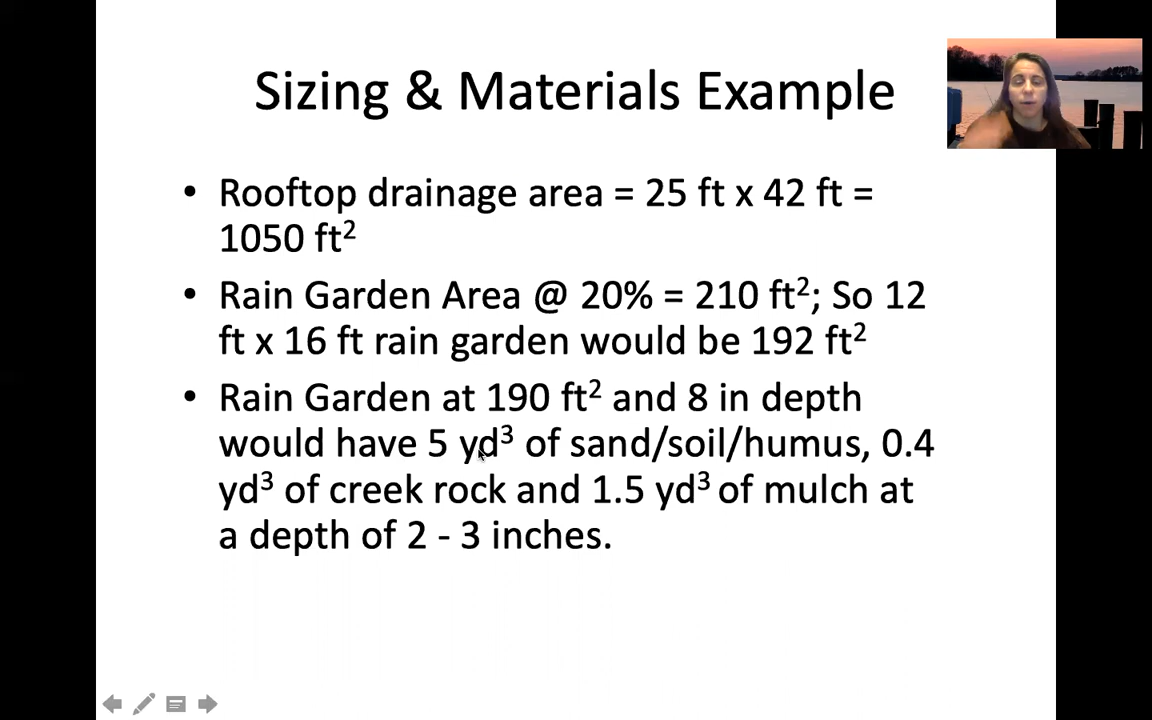 Sizing & Materials Example
• Rooftop drainage area = 25 ft x 42 ft =
1050 ft²
• Rain Garden Area @ 20% = 210 ft²; So 12
ft x 16 ft rain garden would be 192 ft²
• Rain Garden at 190 ft² and 8 in depth
would have 5 yd³ of sand/soil/humus, 0.4
yd³ of creek rock and 1.5 yd³ of mulch at
a depth of 2 - 3 inches.